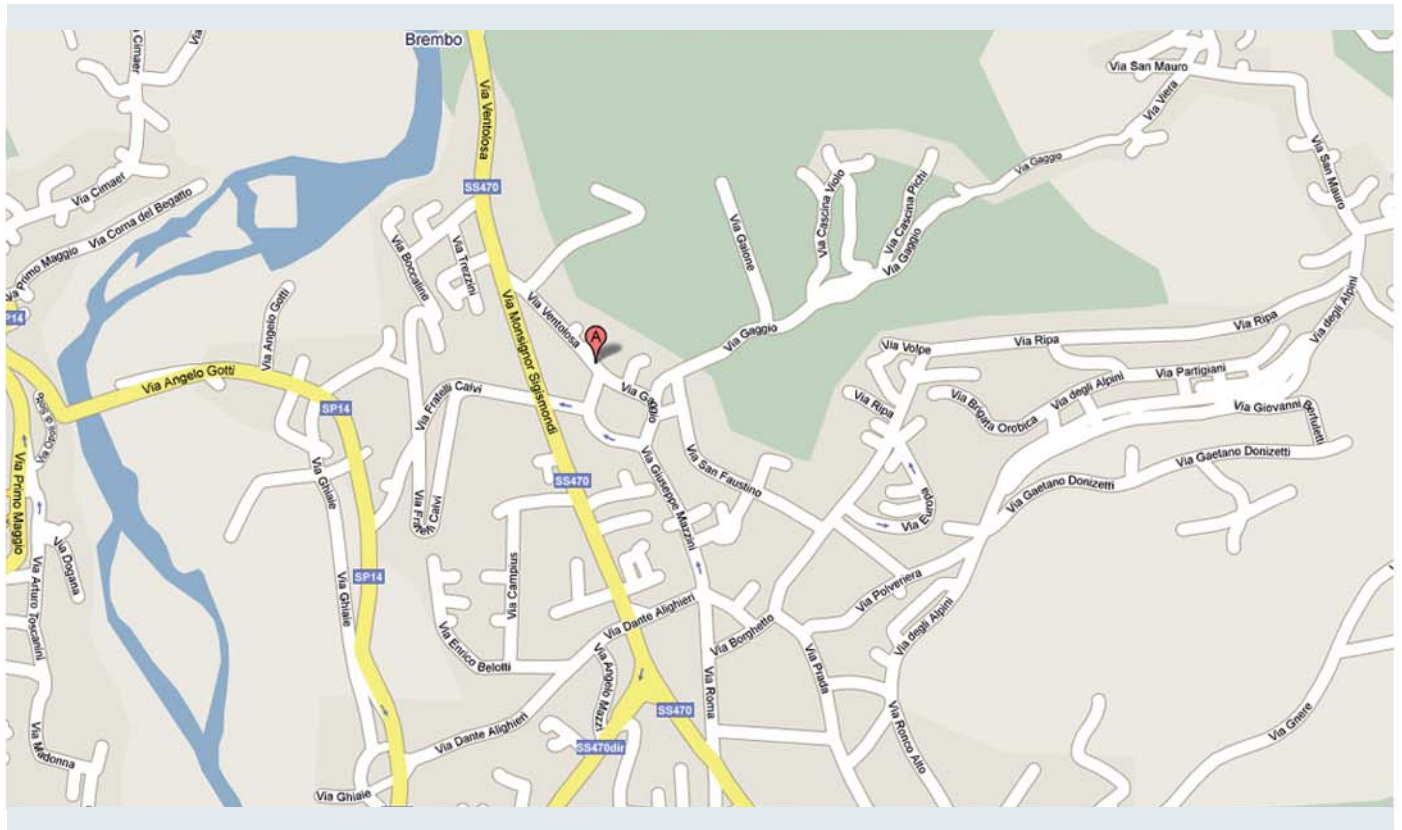 Brembo
Via Cimaer
Via
Via San Mauro
Via Ventolosa
Via Viera
Via San Mauro
Via Gaggio
SS470
Via Cimaer
Via Coma del Begatto
Via Primo Maggio
Via Boccaline
Via Trezzini
Via Gaione
Via Cascina Violo
Via Cascina Pichi
Via Gaggio
P14
Via Angelo Gotti
Via Ventolosa
Via Monsignor Sigismondi
A
Via Gaggio
Via degli Alpini
Via Ripa
Via Ripa
Via Volpe
Via Angelo Gotti
Via Fratelli Calvi
Via Gaggio
Via Partigiani
Via degli Alpini
Via Brigata Orobica
Via Ripa
Via Giovanni Bertuletti
SP14
Via Primo Maggio
Via Ghiaie
Via San Faustino
Via Giuseppe Mazzini
Via Gaetano Donizetti
Via Gaetano Donizetti
SS470
Via Europa
Via Dogana
Via Arturo Toscanini
SP14
Via Ghiaie
Via Campius
Via Polveriera
Via Dante Alighieri
Via Borghetto
Via degli Alpini
Via Enrico Belotti
Via Angelo Mazzi
Via Prada
Via Roma
SS470
Via Ronco Alto
Via Gnere
Via Dante Alighieri
SS470dir
Via Madonna
Via Ghiaie